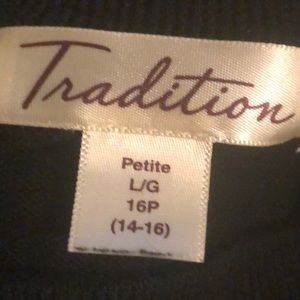 Tradition
Petite
L/G
16P
(14-16)